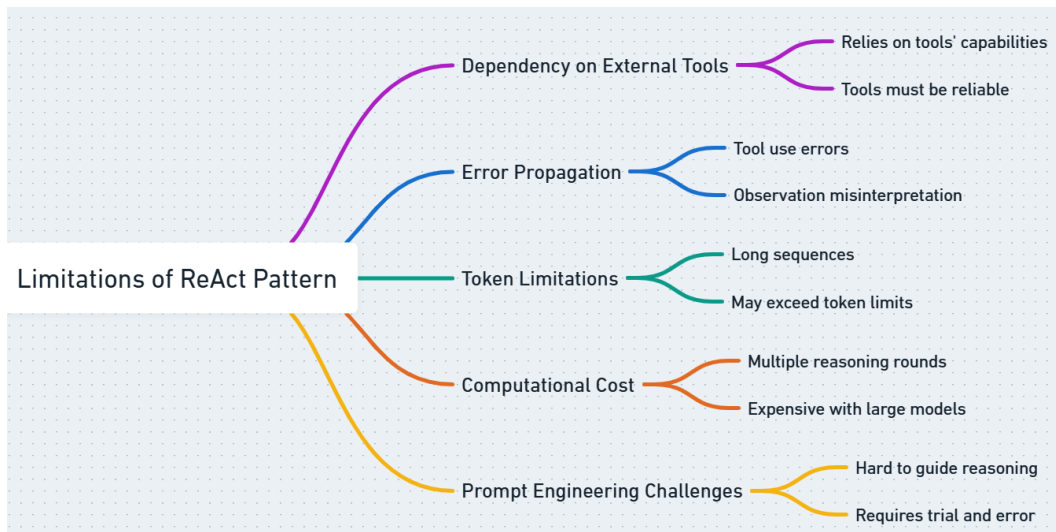 Limitations of ReAct Pattern
Dependency on External Tools
Relies on tools' capabilities
Tools must be reliable
Error Propagation
Tool use errors
Observation misinterpretation
Token Limitations
Long sequences
May exceed token limits
Computational Cost
Multiple reasoning rounds
Expensive with large models
Prompt Engineering Challenges
Hard to guide reasoning
Requires trial and error